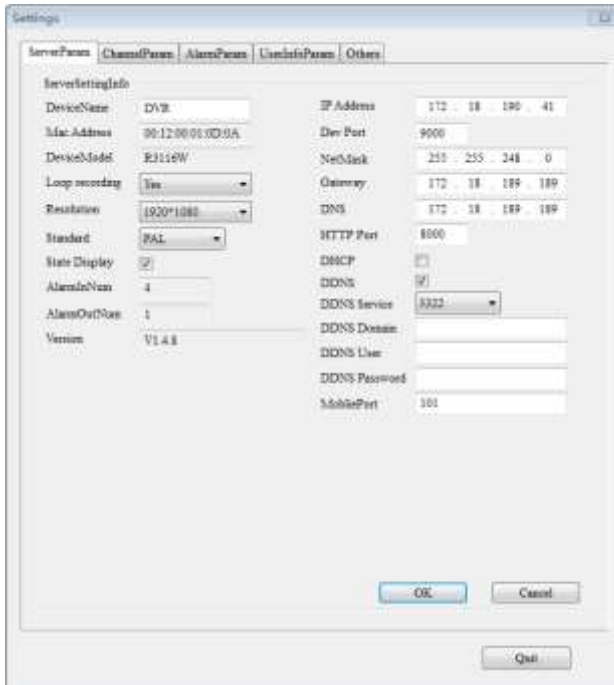 Settings
ServerParam ChannelParam AlarmParam UserInfoParam Others
ServerSettingInfo
DeviceName DVR
Mac Address 00:12:00:01:0D:0A
DeviceModel R3116W
Loop recording Yes
Resolution 1920*1080
Standard PAL
State Display
AlarmInNum 4
AlarmOutNum 1
Version V1.4.8
IP Address 172 . 18 . 190 . 41
Dev Port 9000
NetMask 255 . 255 . 248 . 0
Gateway 172 . 18 . 189 . 189
DNS 172 . 18 . 189 . 189
HTTP Port 8000
DHCP
DDNS
DDNS Service 3322
DDNS Domain
DDNS User
DDNS Password
MobilePort 101
OK Cancel
Quit